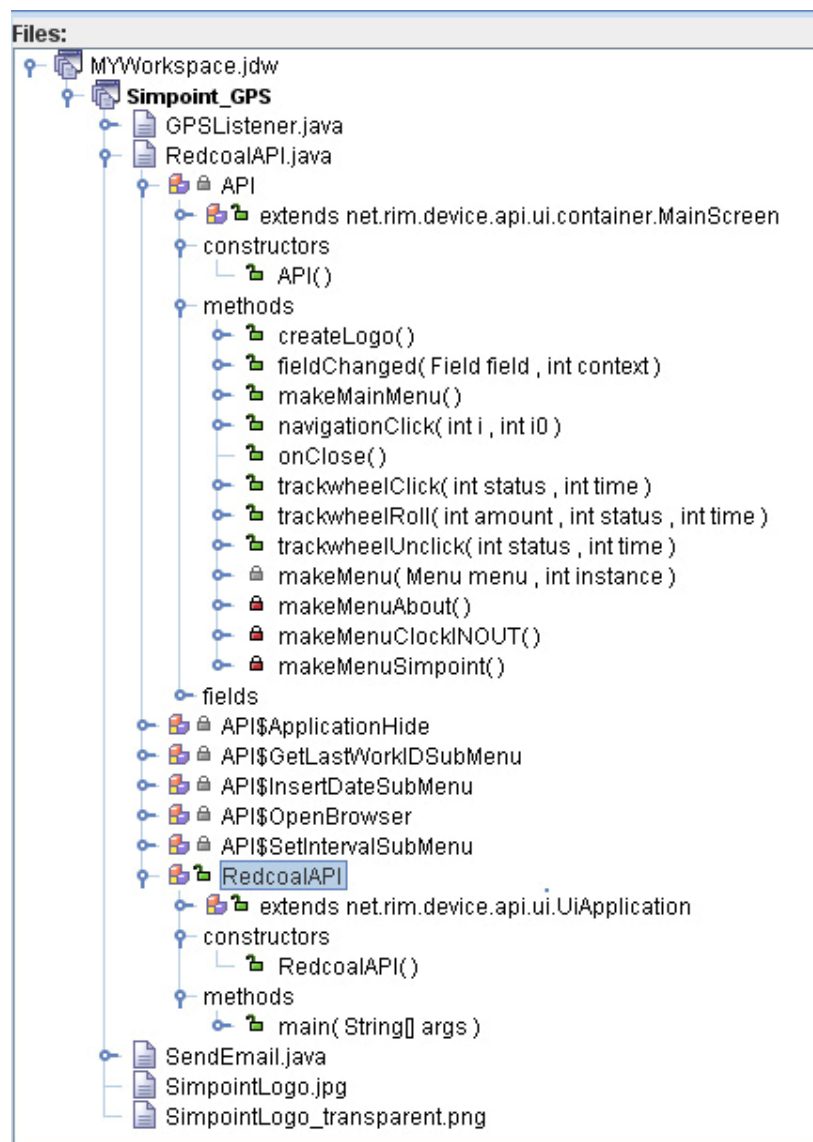 Files:
MYWorkspace.jdw
Simpoint_GPS
GPSListener.java
RedcoalAPI.java
API
extends net.rim.device.api.ui.container.MainScreen
constructors
API( )
methods
createLogo( )
fieldChanged( Field field , int context )
makeMainMenu( )
navigationClick( int i , int i0 )
onClose( )
trackwheelClick( int status , int time )
trackwheelRoll( int amount , int status , int time )
trackwheelUnclick( int status , int time )
makeMenu( Menu menu , int instance )
makeMenuAbout( )
makeMenuClockINOUT( )
makeMenuSimpoint( )
fields
API$ApplicationHide
API$GetLastWorkIDSubMenu
API$InsertDateSubMenu
API$OpenBrowser
API$SetIntervalSubMenu
RedcoalAPI
extends net.rim.device.api.ui.UiApplication
constructors
RedcoalAPI( )
methods
main( String[] args )
SendEmail.java
SimpointLogo.jpg
SimpointLogo_transparent.png